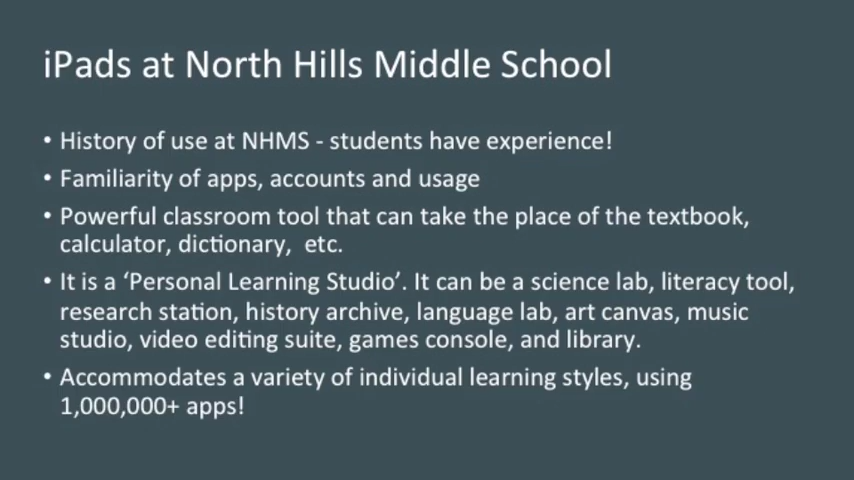 iPads at North Hills Middle School
• History of use at NHMS - students have experience!
• Familiarity of apps, accounts and usage
• Powerful classroom tool that can take the place of the textbook,
calculator, dictionary,  etc.
• It is a ‘Personal Learning Studio’. It can be a science lab, literacy tool,
research station, history archive, language lab, art canvas, music
studio, video editing suite, games console, and library.
• Accommodates a variety of individual learning styles, using
1,000,000+ apps!